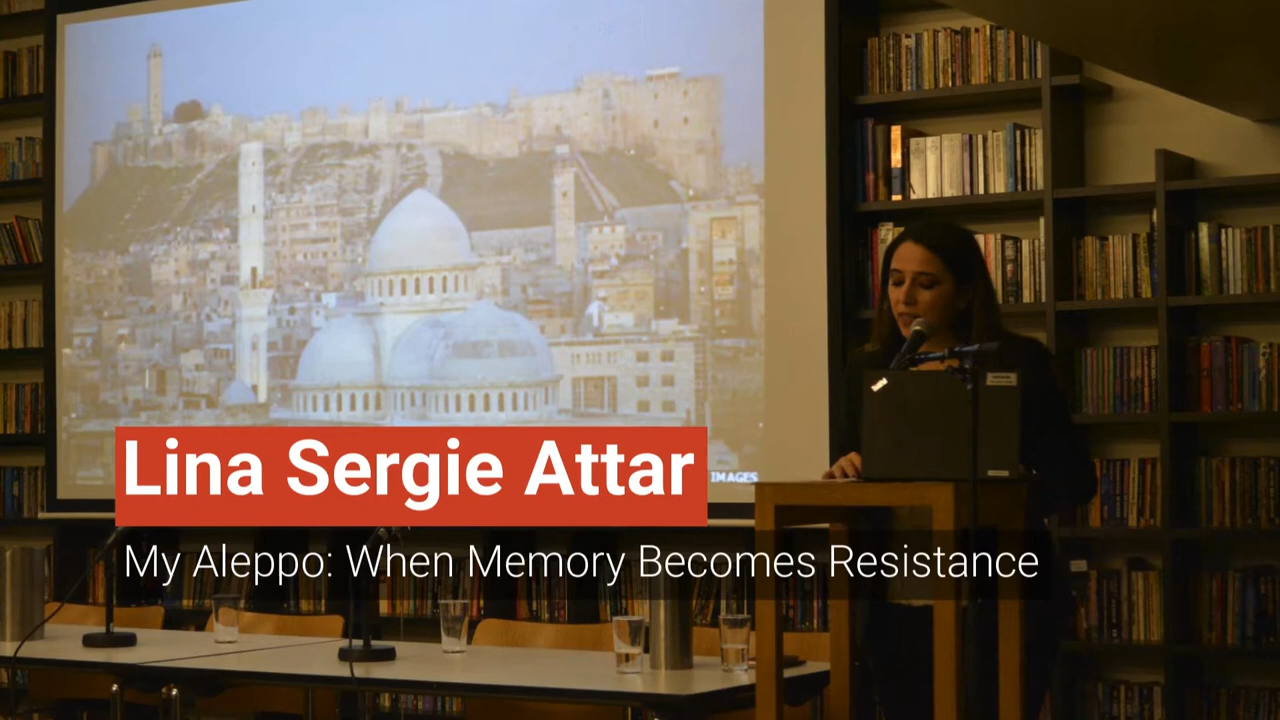 IMAGES
Lina Sergie Attar
My Aleppo: When Memory Becomes Resistance